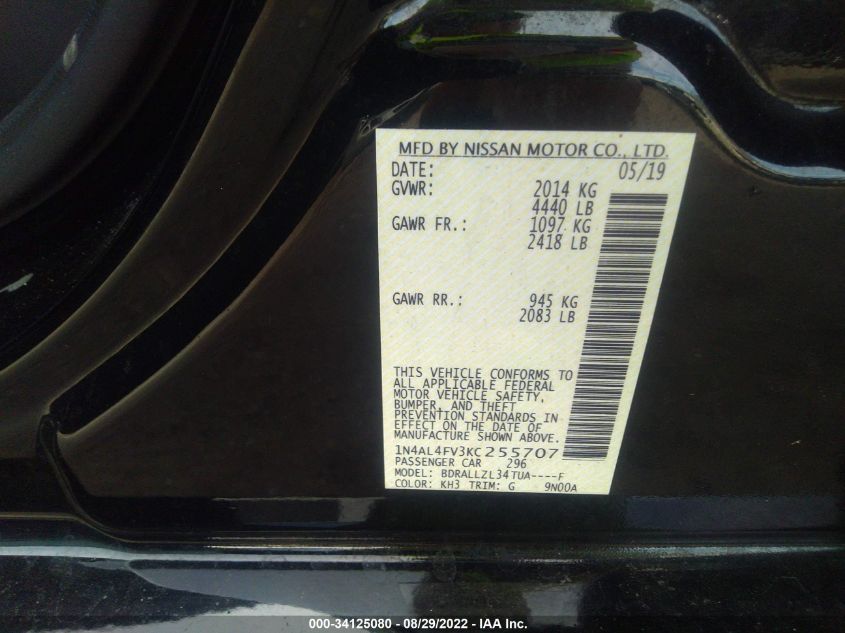 MFD BY NISSAN MOTOR CO., LTD.
DATE: 05/19
GVWR: 2014 KG
4440 LB
GAWR FR.: 1097 KG
2418 LB
GAWR RR.: 945 KG
2083 LB
THIS VEHICLE CONFORMS TO
ALL APPLICABLE FEDERAL
MOTOR VEHICLE SAFETY,
BUMPER, AND THEFT
PREVENTION STANDARDS IN
EFFECT ON THE DATE OF
MANUFACTURE SHOWN ABOVE.
1N4AL4FV3KC255707
PASSENGER CAR 296
MODEL: BDRALLZL34TUA----F
COLOR: KH3 TRIM: G 9N00A
000-34125080 - 08/29/2022 - IAA Inc.